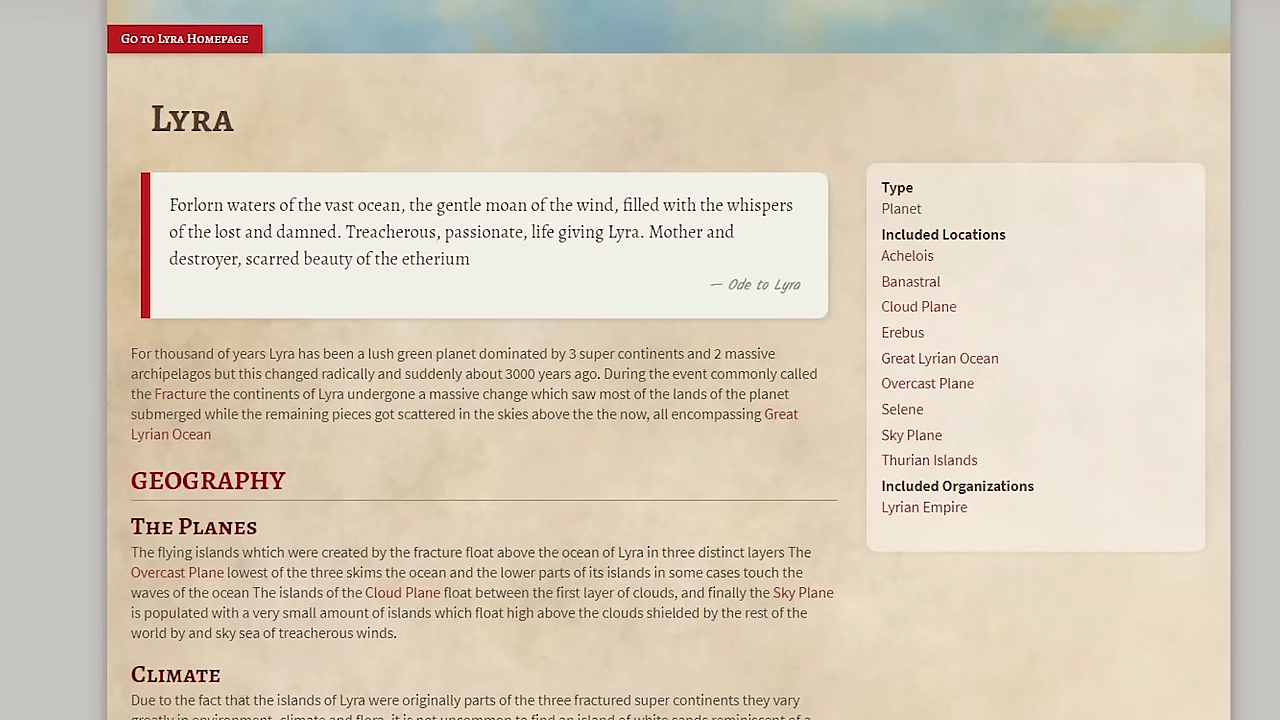 Go to Lyra Homepage
Lyra
Forlorn waters of the vast ocean, the gentle moan of the wind, filled with the whispers
of the lost and damned. Treacherous, passionate, life giving Lyra. Mother and
destroyer, scarred beauty of the etherium
— Ode to Lyra
For thousand of years Lyra has been a lush green planet dominated by 3 super continents and 2 massive
archipelagos but this changed radically and suddenly about 3000 years ago. During the event commonly called
the Fracture the continents of Lyra undergone a massive change which saw most of the lands of the planet
submerged while the remaining pieces got scattered in the skies above the the now, all encompassing Great
Lyrian Ocean
GEOGRAPHY
The Planes
The flying islands whtich were created by the fracture float above the ocean of Lyra in three distinct layers The
Overcast Plane lowest of the three skims the ocean and the lower parts of its islands in some cases touch the
waves of the ocean The islands of the Cloud Plane float between the first layer of clouds, and finally the Sky Plane
is populated with a very small amount of islands which float high above the clouds shielded by the rest of the
world by and sky sea of treacherous winds.
Climate
Due to the fact that the islands of Lyra were originally parts of the three fractured super continents they vary
greatly in environment, climate and flora, it is not uncommon to find an island of white sands reminiscent of a
Type
Planet
Included Locations
Achelois
Banastral
Cloud Plane
Erebus
Great Lyrian Ocean
Overcast Plane
Selene
Sky Plane
Thurian Islands
Included Organizations
Lyrian Empire